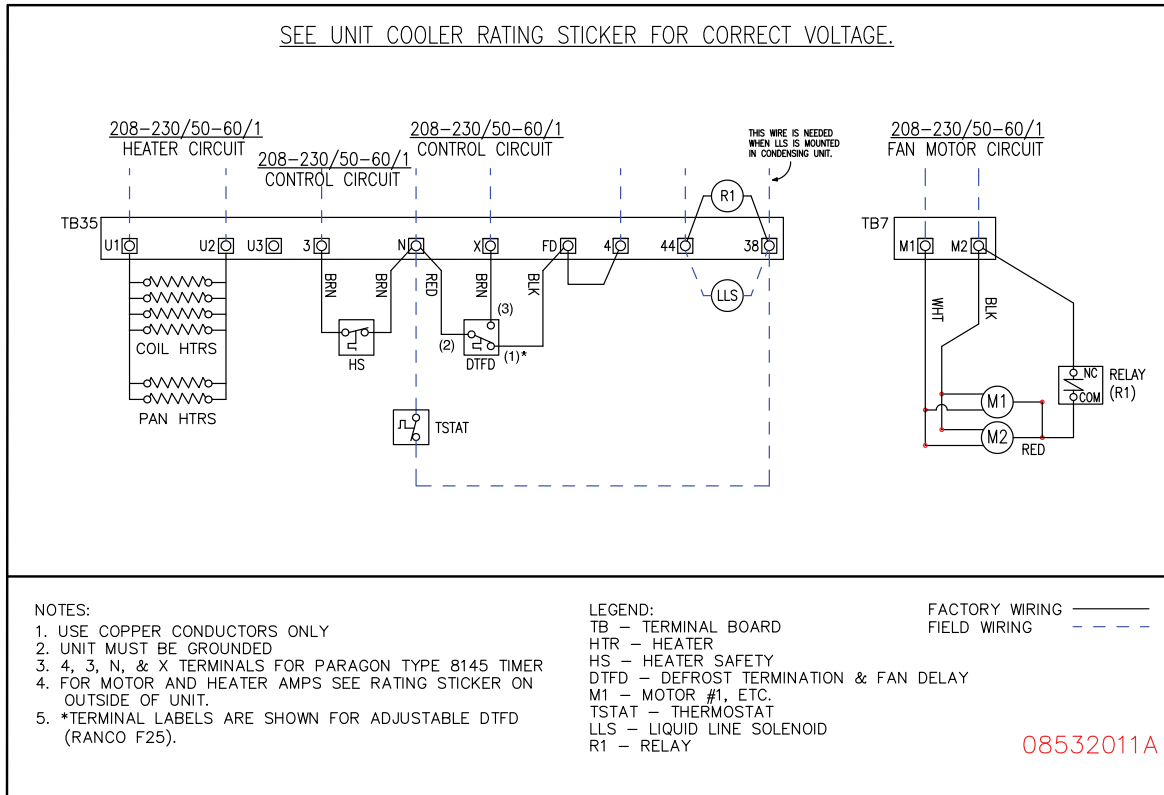 SEE UNIT COOLER RATING STICKER FOR CORRECT VOLTAGE.
208-230/50-60/1
HEATER CIRCUIT
208-230/50-60/1
CONTROL CIRCUIT
208-230/50-60/1
CONTROL CIRCUIT
THIS WIRE IS NEEDED
WHEN LLS IS MOUNTED
IN CONDENSING UNIT.
208-230/50-60/1
FAN MOTOR CIRCUIT
R1
TB35
U1
U2
U3
3
N
X
FD
4
44
38
TB7
M1
M2
BRN
BRN
RED
BRN
BLK
WHT
BLK
COIL HTRS
PAN HTRS
HS
(2)
(3)
(1)*
DTFD
LLS
TSTAT
M1
M2
RED
NC
COM
RELAY
(R1)
NOTES:
1. USE COPPER CONDUCTORS ONLY
2. UNIT MUST BE GROUNDED
3. 4, 3, N, & X TERMINALS FOR PARAGON TYPE 8145 TIMER
4. FOR MOTOR AND HEATER AMPS SEE RATING STICKER ON
OUTSIDE OF UNIT.
5. *TERMINAL LABELS ARE SHOWN FOR ADJUSTABLE DTFD
(RANCO F25).
LEGEND:
TB – TERMINAL BOARD
HTR – HEATER
HS – HEATER SAFETY
DTFD – DEFROST TERMINATION & FAN DELAY
M1 – MOTOR #1, ETC.
TSTAT – THERMOSTAT
LLS – LIQUID LINE SOLENOID
R1 – RELAY
FACTORY WIRING
FIELD WIRING
08532011A